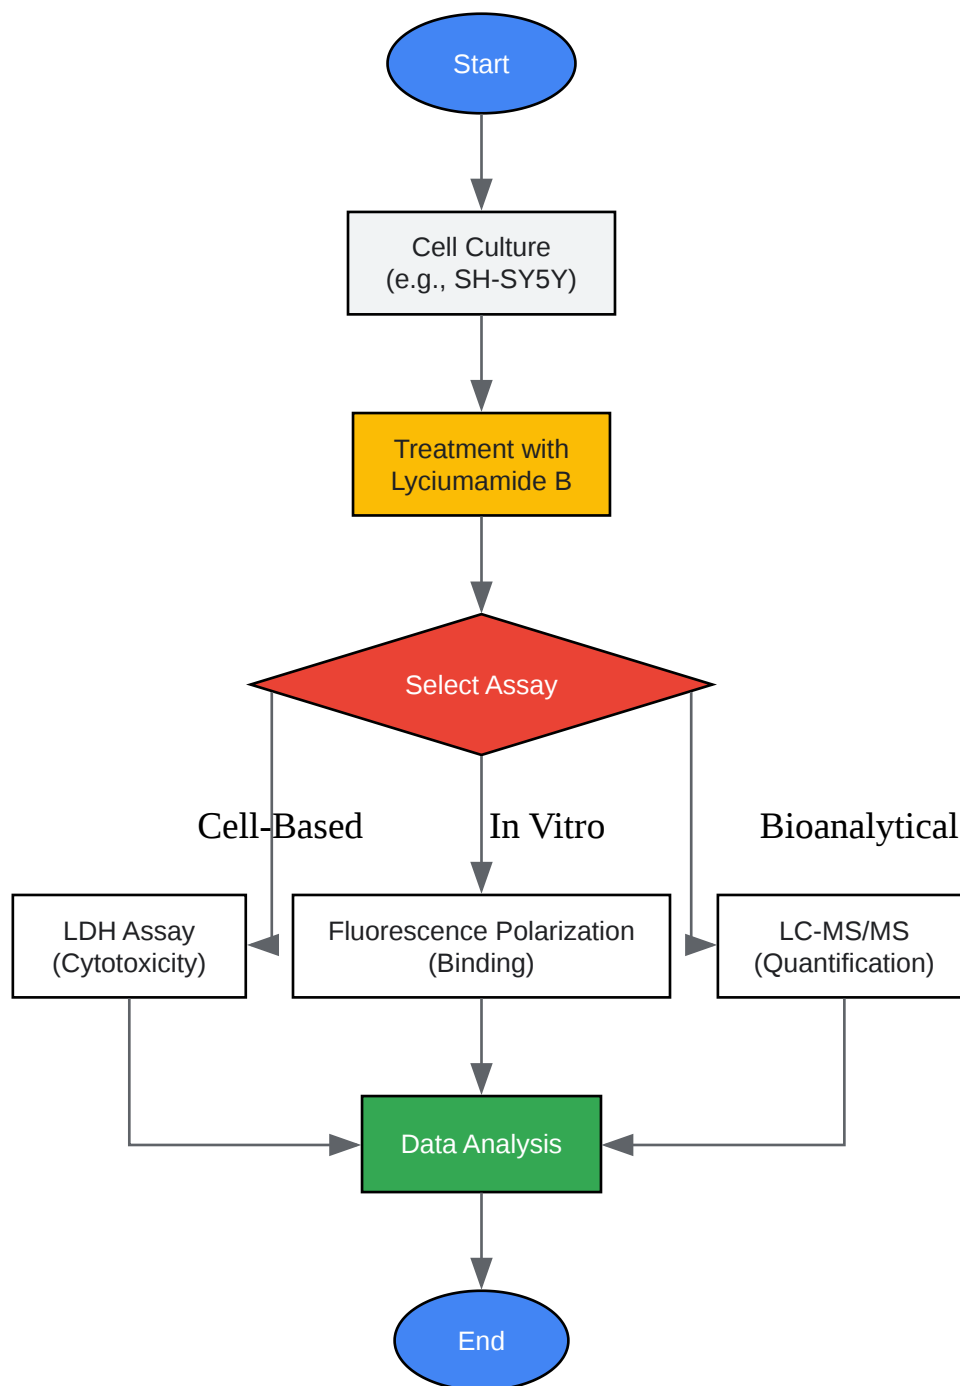 Start
Cell Culture
(e.g., SH-SY5Y)
Treatment with
Lyciumamide B
Select Assay
Cell-Based
In Vitro
Bioanalytical
LDH Assay
(Cytotoxicity)
Fluorescence Polarization
(Binding)
LC-MS/MS
(Quantification)
Data Analysis
End